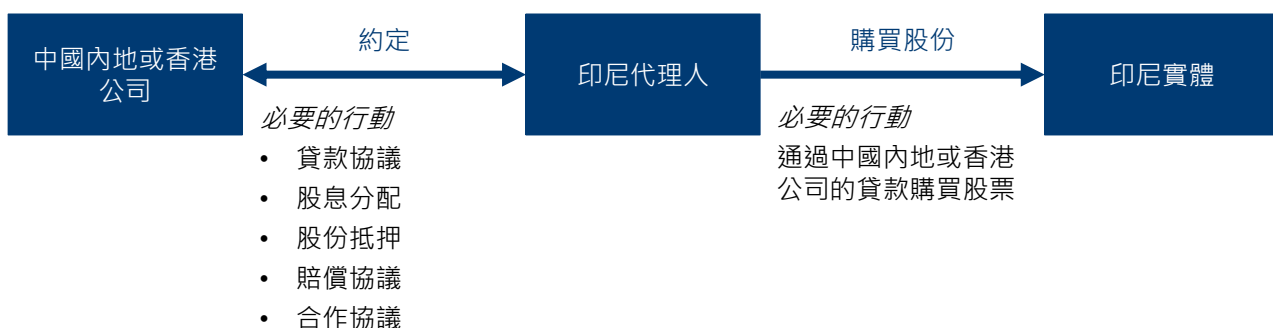 中國內地或香港
公司
約定
印尼代理人
購買股份
印尼實體
必要的行動
• 貸款協議
• 股息分配
• 股份抵押
• 賠償協議
• 合作協議
必要的行動
通過中國內地或香港
公司的貸款購買股票